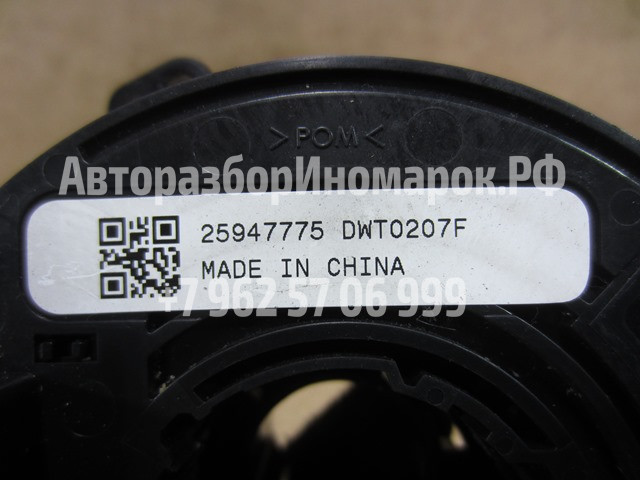 >POM<
АвторазборИномарок.РФ
25947775 DWT0207F
MADE IN CHINA
+7 962 57 06 999